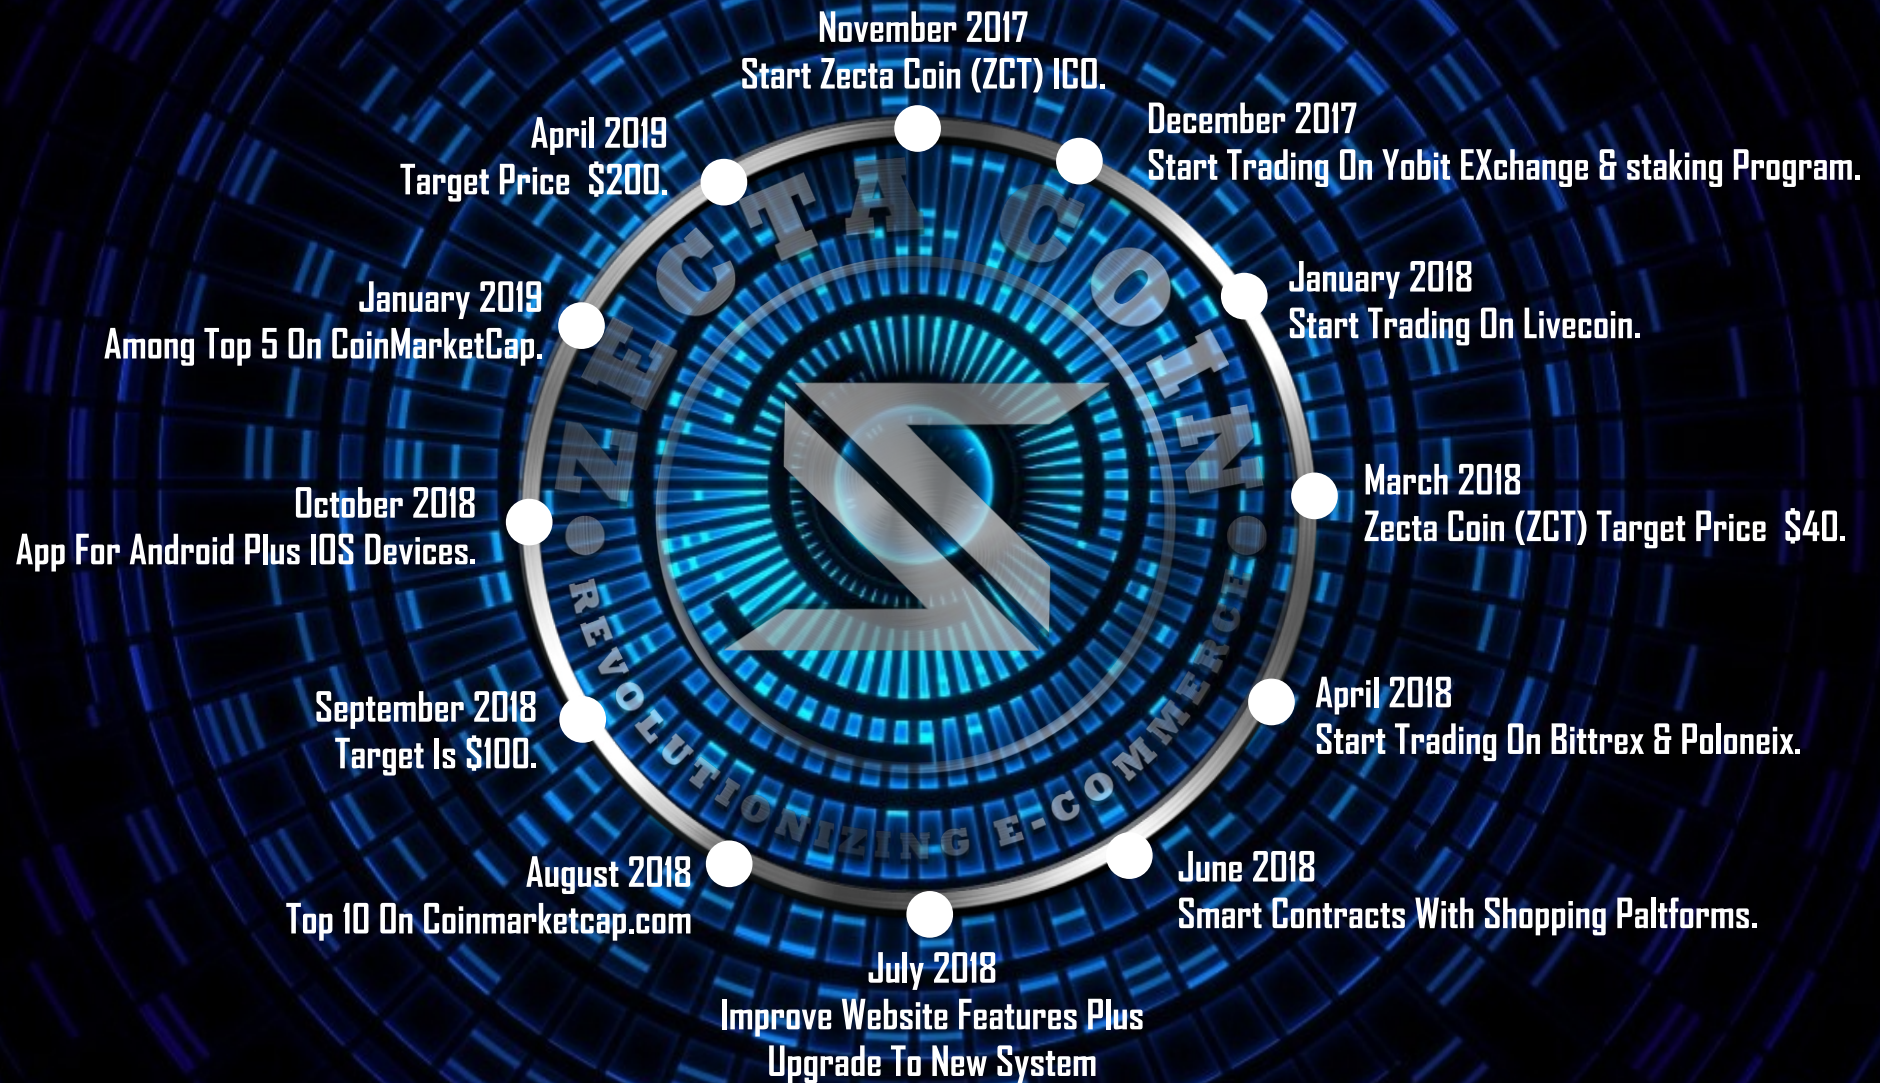 November 2017
Start Zecta Coin (ZCT) ICO.
December 2017
Start Trading On Yobit EXchange & staking Program.
January 2018
Start Trading On Livecoin.
March 2018
Zecta Coin (ZCT) Target Price $40.
April 2018
Start Trading On Bittrex & Poloneix.
June 2018
Smart Contracts With Shopping Paltforms.
July 2018
Improve Website Features Plus
Upgrade To New System
August 2018
Top 10 On Coinmarketcap.com
September 2018
Target Is $100.
October 2018
App For Android Plus IOS Devices.
January 2019
Among Top 5 On CoinMarketCap.
April 2019
Target Price $200.
ZECTA COIN
REVOLUTIONIZING E-COMMERCE